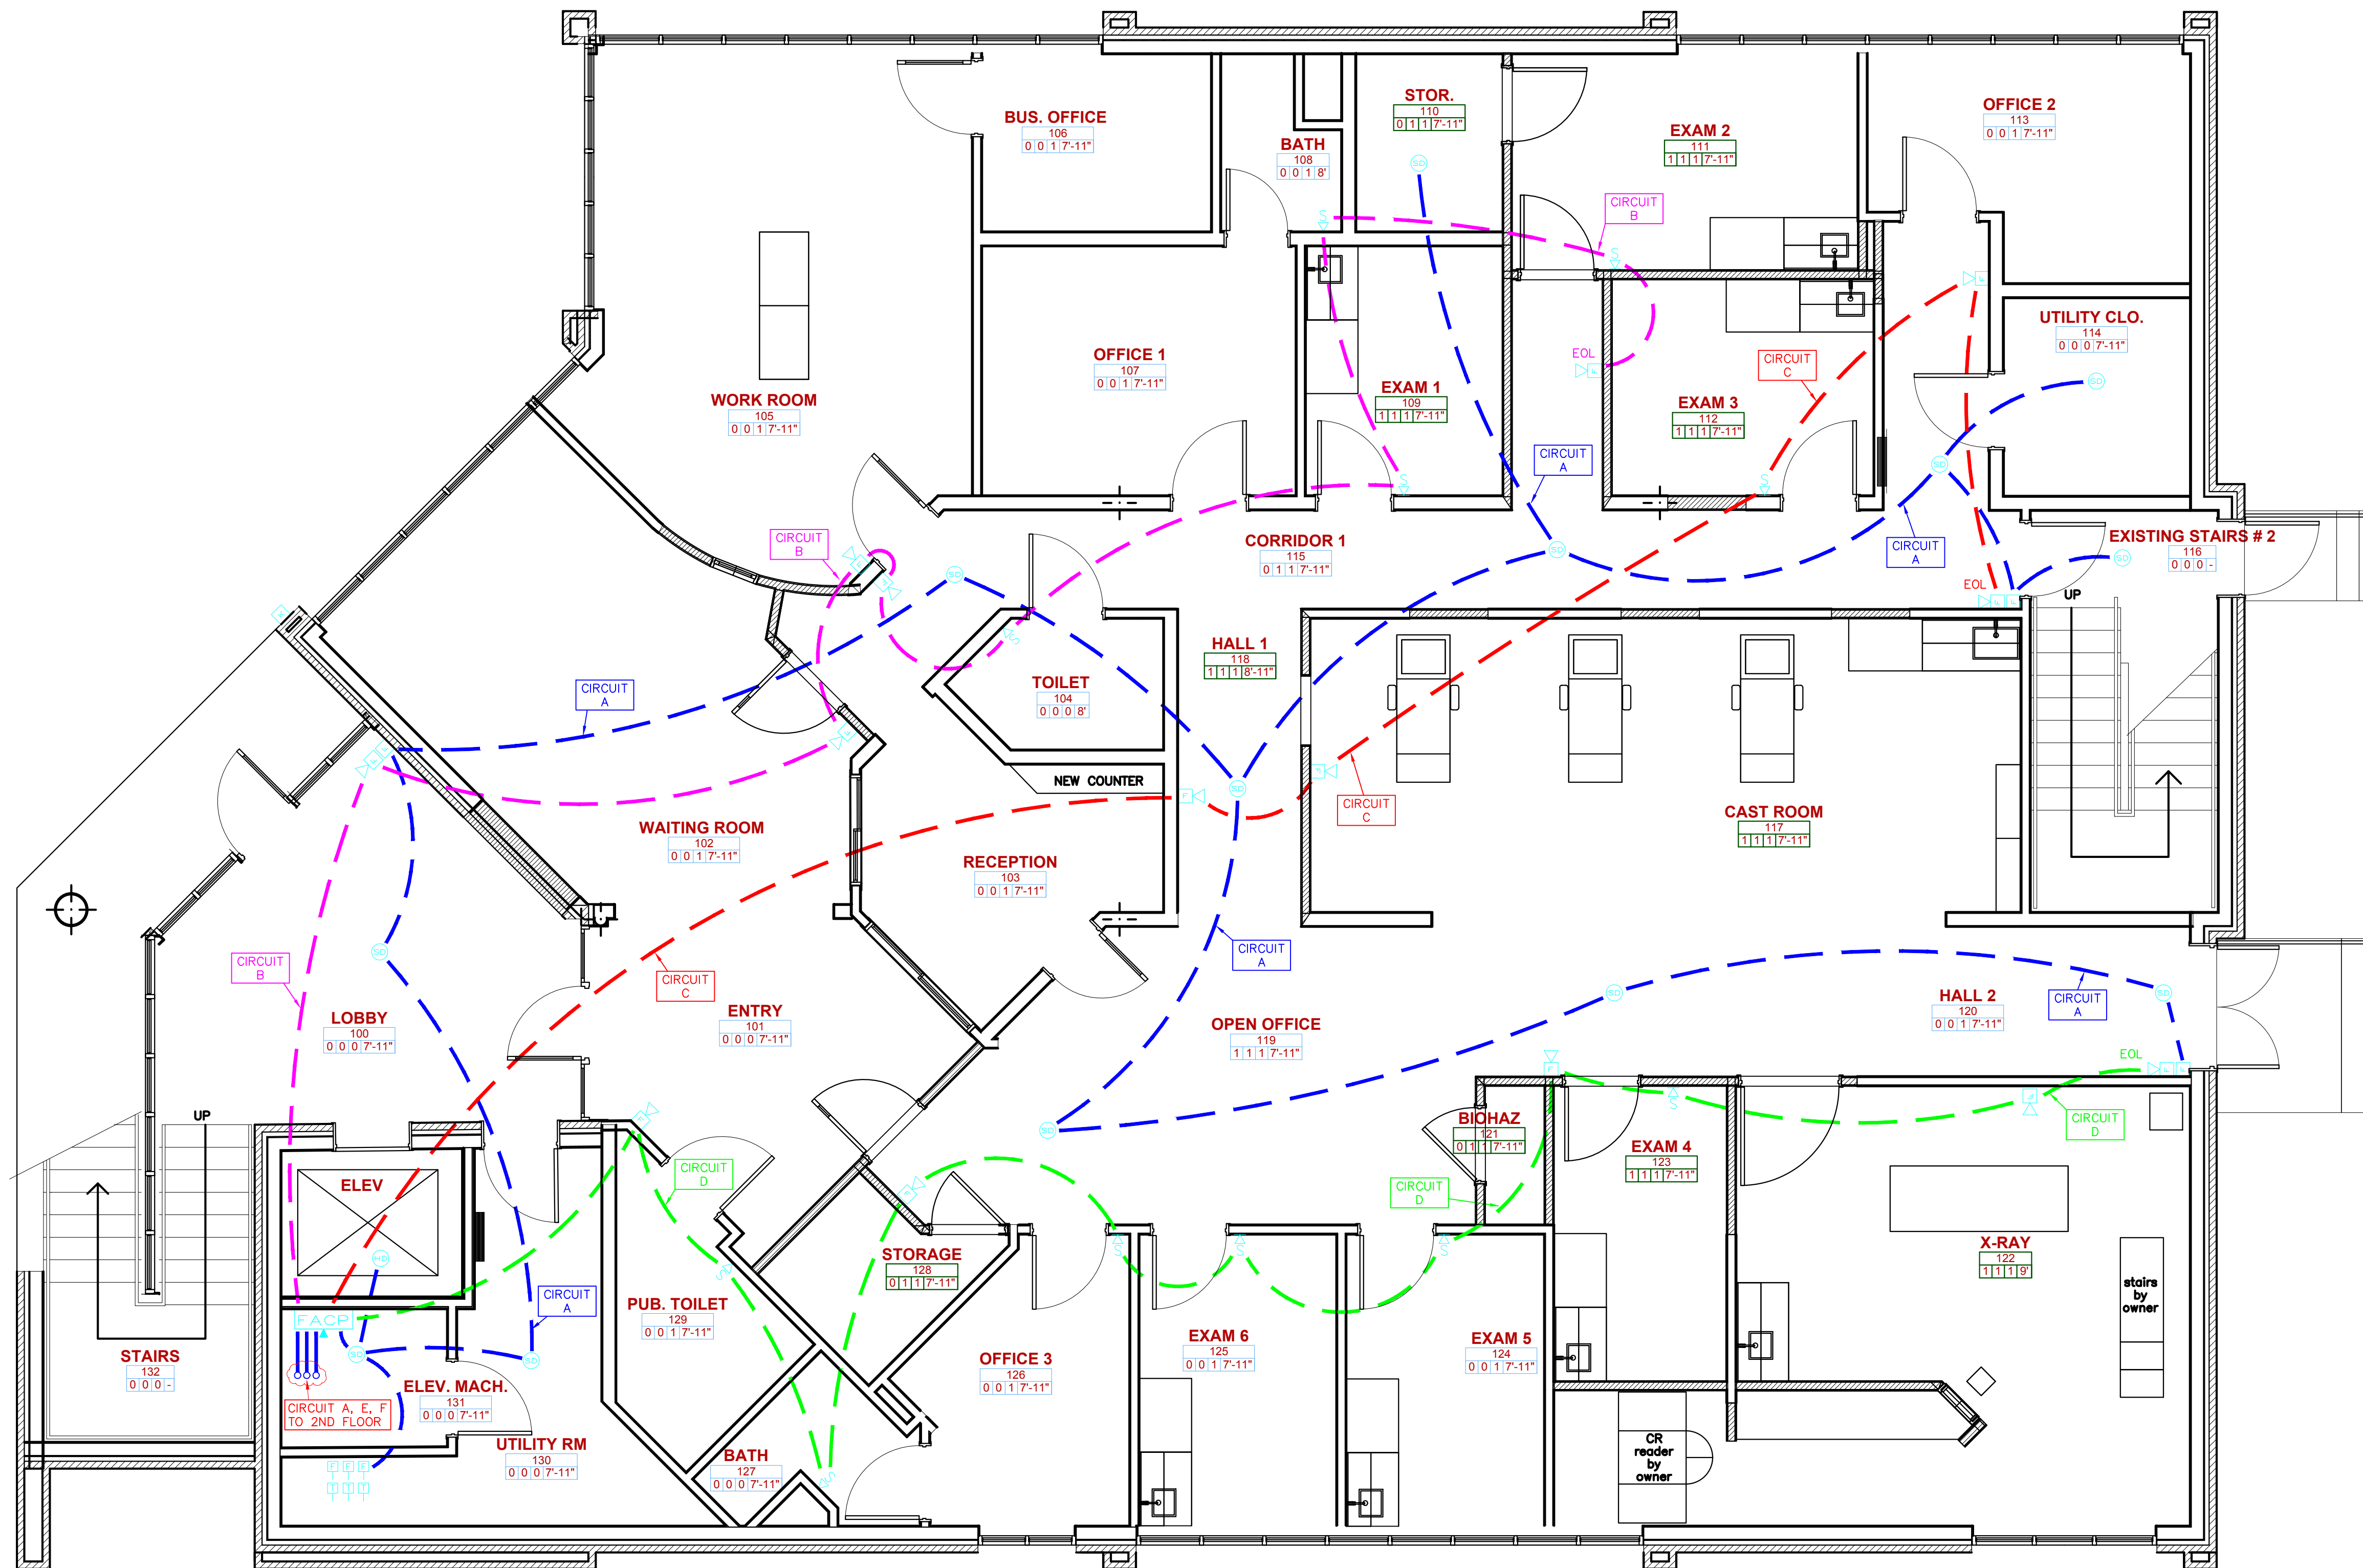 BUS. OFFICE
106
0 0 1 7'-11"
BATH
108
0 0 1 8'
STOR.
110
0 1 1 7'-11"
EXAM 2
111
1 1 1 7'-11"
OFFICE 2
113
0 0 1 7'-11"
SD
CIRCUIT
B
S
S
UTILITY CLO.
114
0 0 0 7'-11"
OFFICE 1
107
0 0 1 7'-11"
EOL
CIRCUIT
C
SD
WORK ROOM
105
0 0 1 7'-11"
EXAM 1
109
1 1 1 7'-11"
EXAM 3
112
1 1 1 7'-11"
CIRCUIT
A
SD
S
S
CIRCUIT
B
CORRIDOR 1
115
0 1 1 7'-11"
SD
CIRCUIT
A
EXISTING STAIRS # 2
116
0 0 0 -
SD
SD
EOL
F
F
UP
S
HALL 1
118
1 1 1 8'-11"
TOILET
104
0 0 0 8'
CIRCUIT
A
NEW COUNTER
SD
F
CIRCUIT
C
CAST ROOM
117
1 1 1 7'-11"
WAITING ROOM
102
0 0 1 7'-11"
RECEPTION
103
0 0 1 7'-11"
SD
CIRCUIT
B
CIRCUIT
C
CIRCUIT
A
LOBBY
100
0 0 0 7'-11"
ENTRY
101
0 0 0 7'-11"
OPEN OFFICE
119
1 1 1 7'-11"
SD
HALL 2
120
0 0 1 7'-11"
CIRCUIT
A
SD
EOL
F
F
UP
SD
BIOHAZ
121
0 1 1 7'-11"
S
CIRCUIT
D
EXAM 4
123
1 1 1 7'-11"
ELEV
CIRCUIT
D
CIRCUIT
D
HD
STORAGE
128
0 1 1 7'-11"
S
S
S
S
X-RAY
122
1 1 1 9'
stairs
by
owner
CIRCUIT
A
FACP
PUB. TOILET
129
0 0 1 7'-11"
STAIRS
132
0 0 0 -
SD
SD
OFFICE 3
126
0 0 1 7'-11"
EXAM 6
125
0 0 1 7'-11"
EXAM 5
124
0 0 1 7'-11"
CIRCUIT A, E, F
TO 2ND FLOOR
ELEV. MACH.
131
0 0 0 7'-11"
UTILITY RM
130
0 0 0 7'-11"
BATH
127
0 0 0 7'-11"
S
F F F
T T T
CR
reader
by
owner